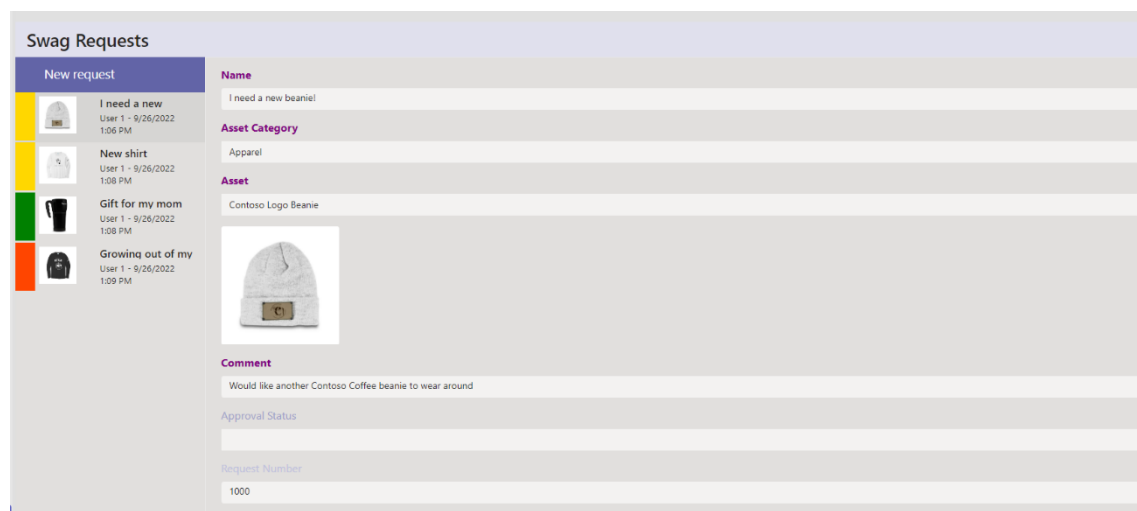 Swag Requests
New request
I need a new
User 1 - 9/26/2022
1:06 PM
New shirt
User 1 - 9/26/2022
1:08 PM
Gift for my mom
User 1 - 9/26/2022
1:08 PM
Growing out of my
User 1 - 9/26/2022
1:09 PM
Name
I need a new beanie!
Asset Category
Apparel
Asset
Contoso Logo Beanie
Comment
Would like another Contoso Coffee beanie to wear around
Approval Status
Request Number
1000